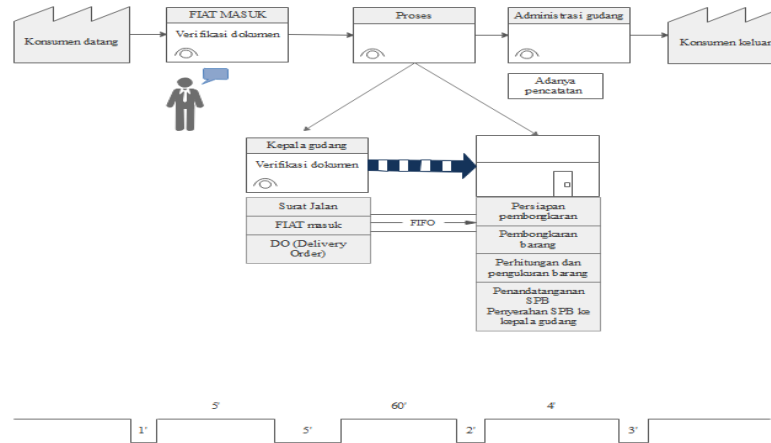 Konsumen datang
FIAT MASUK
Verifikasi dokumen
Proses
Administrasi gudang
Konsumen keluar
Adanya
pencatatan
Kepala gudang
Verifikasi dokumen
Surat Jalan
FIAT masuk
DO (Delivery
Order)
FIFO
Persiapan
pembongkaran
Pembongkaran
barang
Perhitungan dan
pengukuran barang
Penandatanganan
SPB
Penyerahan SPB ke
kepala gudang
5'
60'
4'
1'
5'
2'
3'